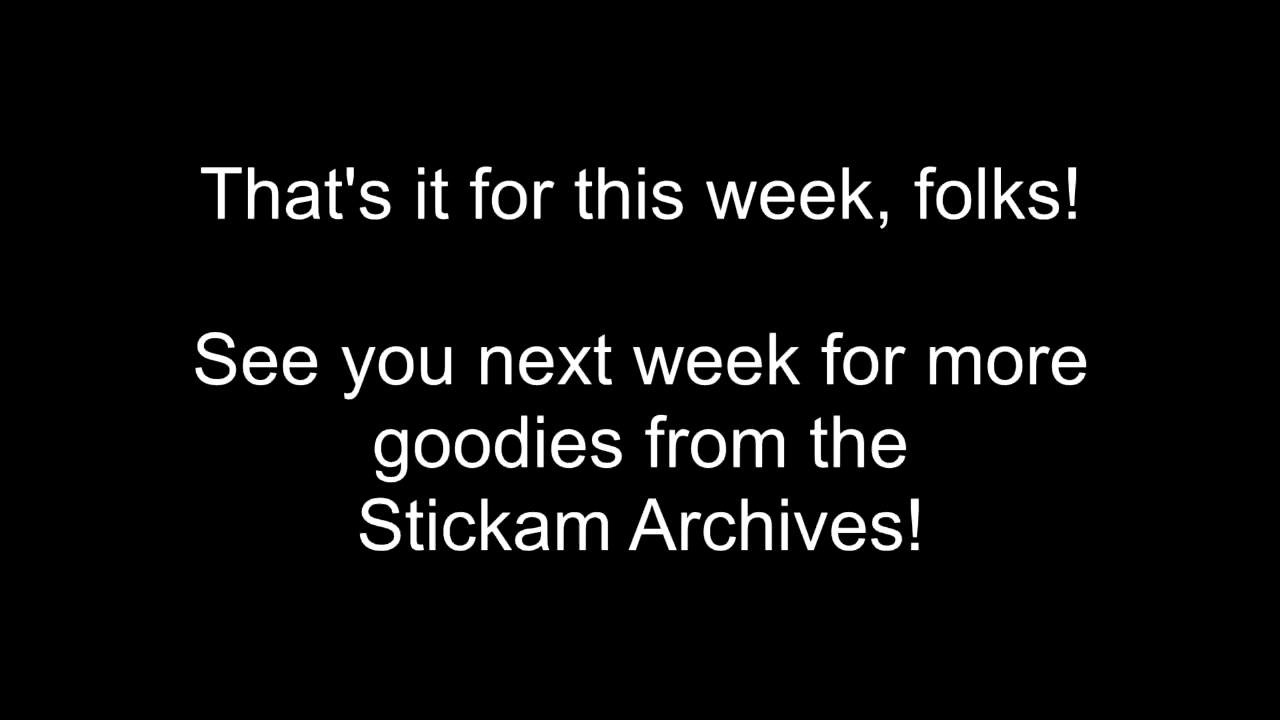 That's it for this week, folks!
See you next week for more
goodies from the
Stickam Archives!